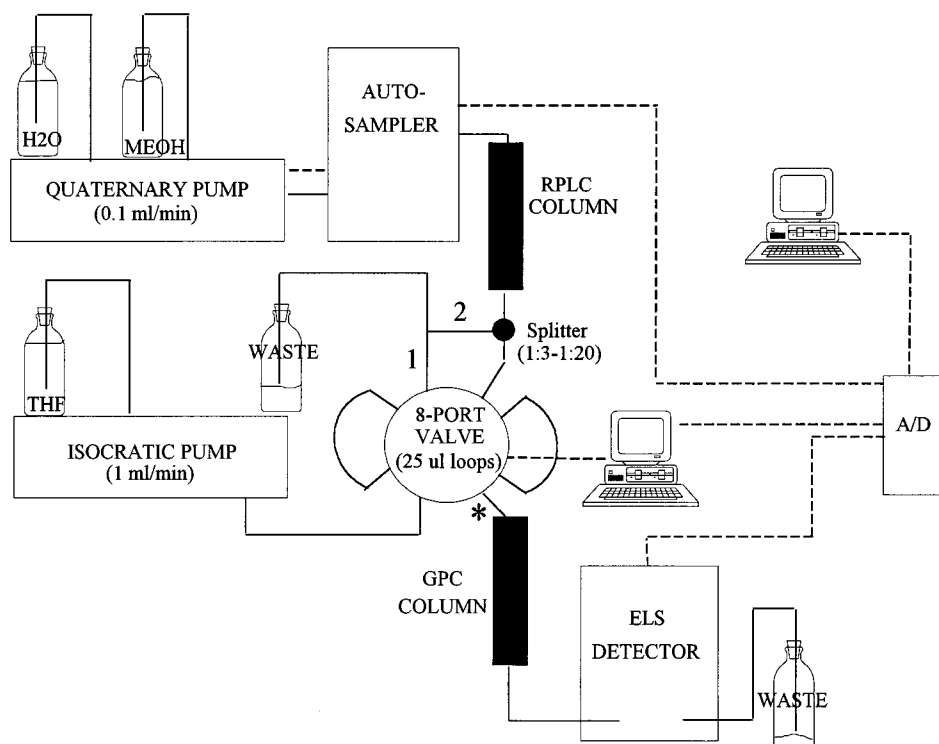 H2O
MEOH
QUATERNARY PUMP
(0.1 ml/min)
AUTO-
SAMPLER
RPLC
COLUMN
THF
WASTE
2
1
Splitter
(1:3-1:20)
ISOCRATIC PUMP
(1 ml/min)
8-PORT
VALVE
(25 ul loops)
A/D
*
GPC
COLUMN
ELS
DETECTOR
WASTE